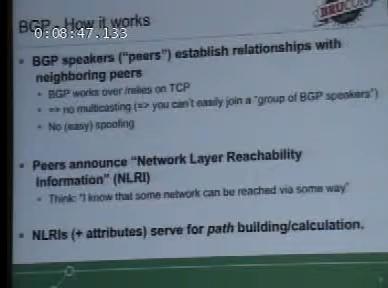 BGP - How it works
0:08:47.133
BRUCON
BGP speakers ("peers") establish relationships with
neighboring peers
BGP works over /relies on TCP
=> no multicasting (=> you can't easily join a "group of BGP speakers")
No (easy) spoofing
Peers announce "Network Layer Reachability
Information" (NLRI)
Think: "I know that some network can be reached via some way"
NLRIs (+ attributes) serve for path building/calculation.